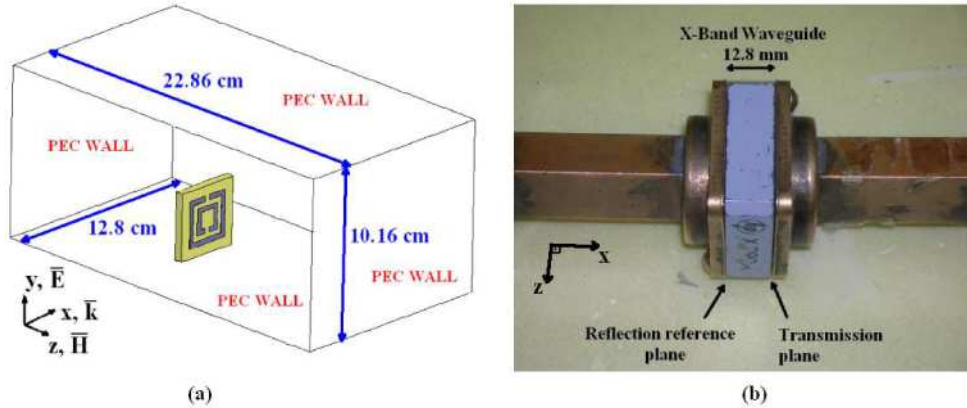 22.86 cm
PEC WALL
PEC WALL
12.8 cm
10.16 cm
PEC WALL
PEC WALL
y, E̅
x, k̅
z, H̅
(a)
X-Band Waveguide
12.8 mm
x
z
Reflection reference
plane
Transmission
plane
(b)